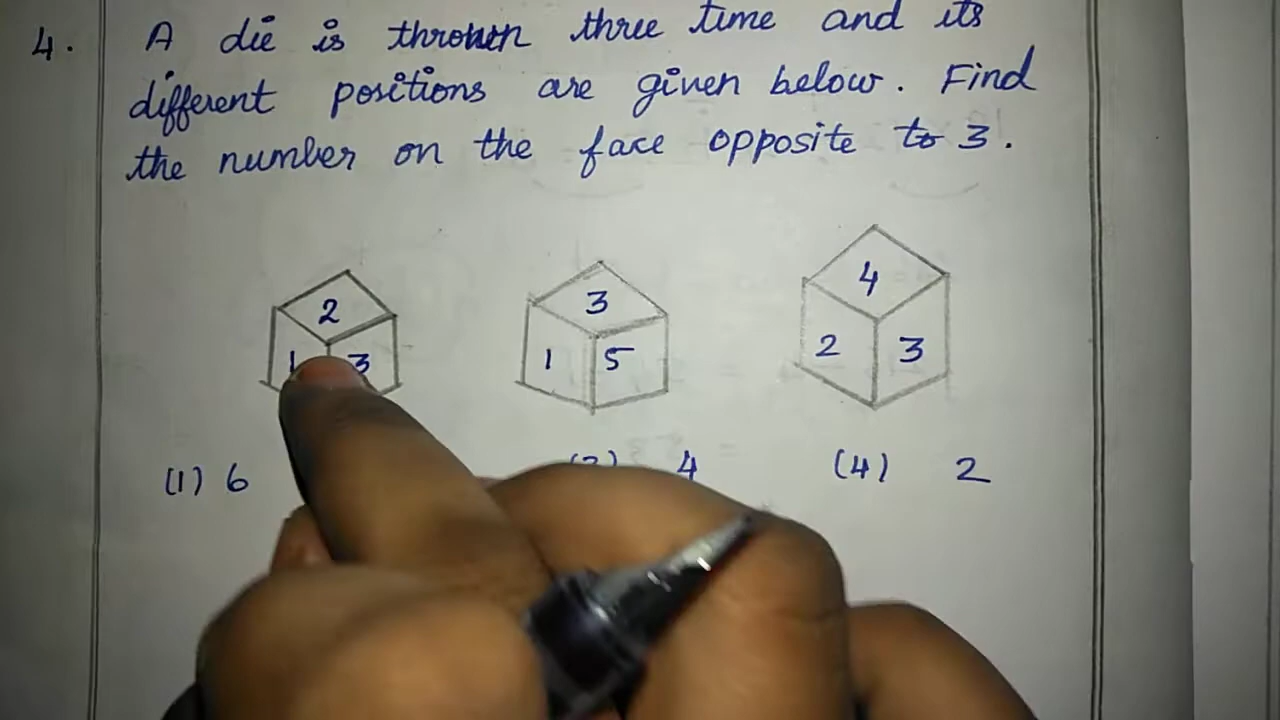 4. A die is thrown three time and its
different positions are given below. Find
the number on the face opposite to 3.
2 3 4
1 3 1 5 2 3
(1) 6 4 (4) 2